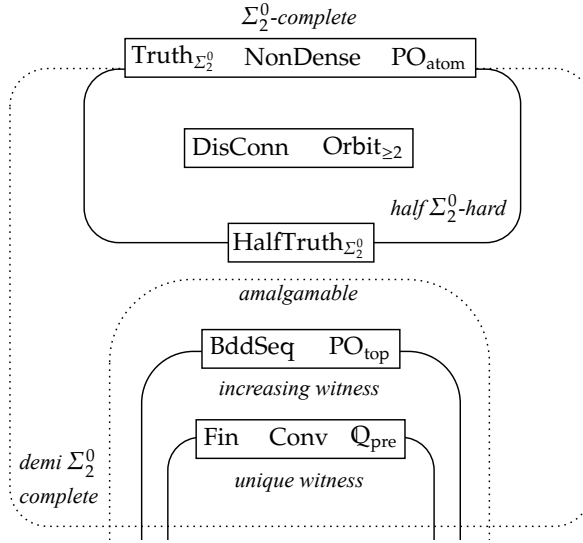 Σ⁰₂-complete
Truth_Σ⁰₂ NonDense PO_atom
DisConn Orbit_≥2
half Σ⁰₂-hard
HalfTruth_Σ⁰₂
amalgamable
BddSeq PO_top
increasing witness
Fin Conv ℚ_pre
demi Σ⁰₂
complete
unique witness